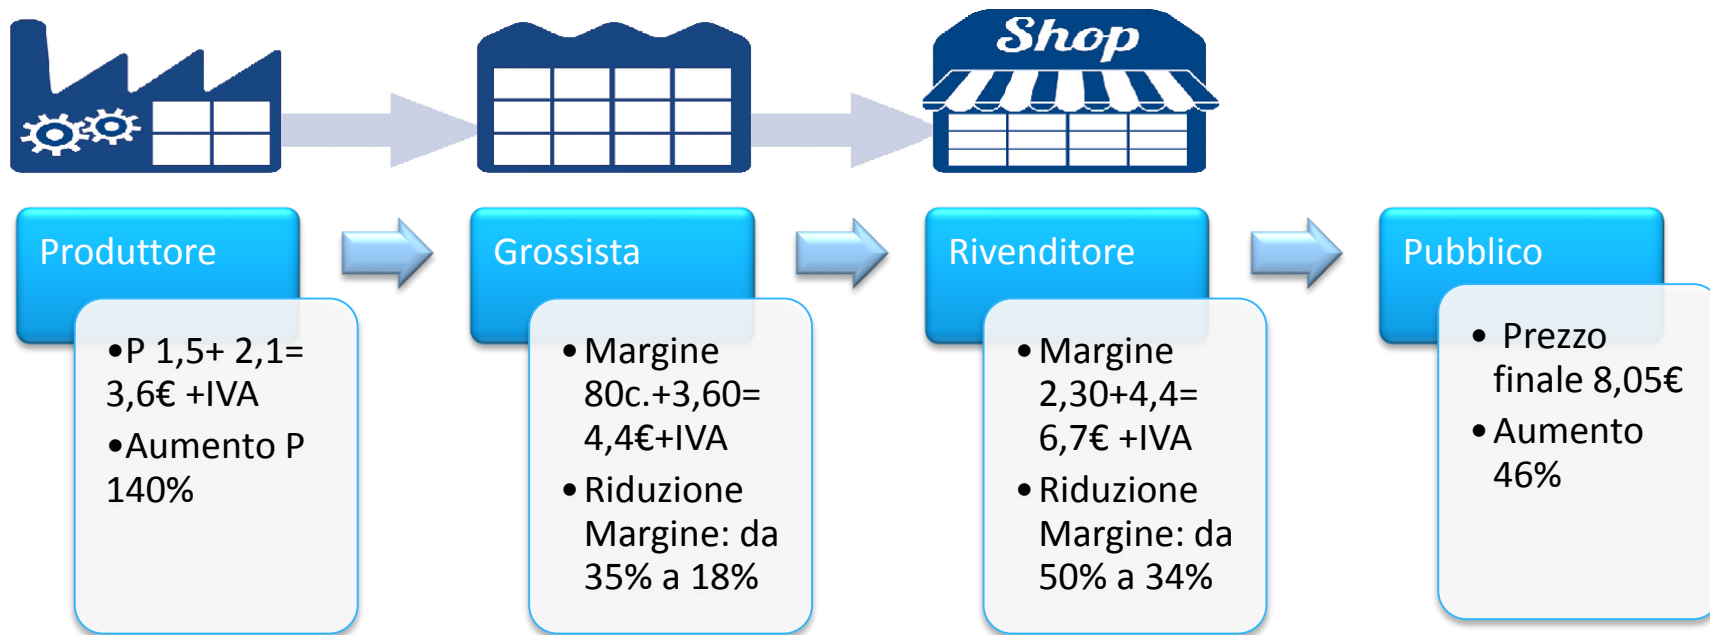 Shop
Produttore
•P 1,5+ 2,1=
3,6€ +IVA
•Aumento P
140%
Grossista
• Margine
80c.+3,60=
4,4€+IVA
• Riduzione
Margine: da
35% a 18%
Rivenditore
• Margine
2,30+4,4=
6,7€ +IVA
• Riduzione
Margine: da
50% a 34%
Pubblico
• Prezzo
finale 8,05€
• Aumento
46%